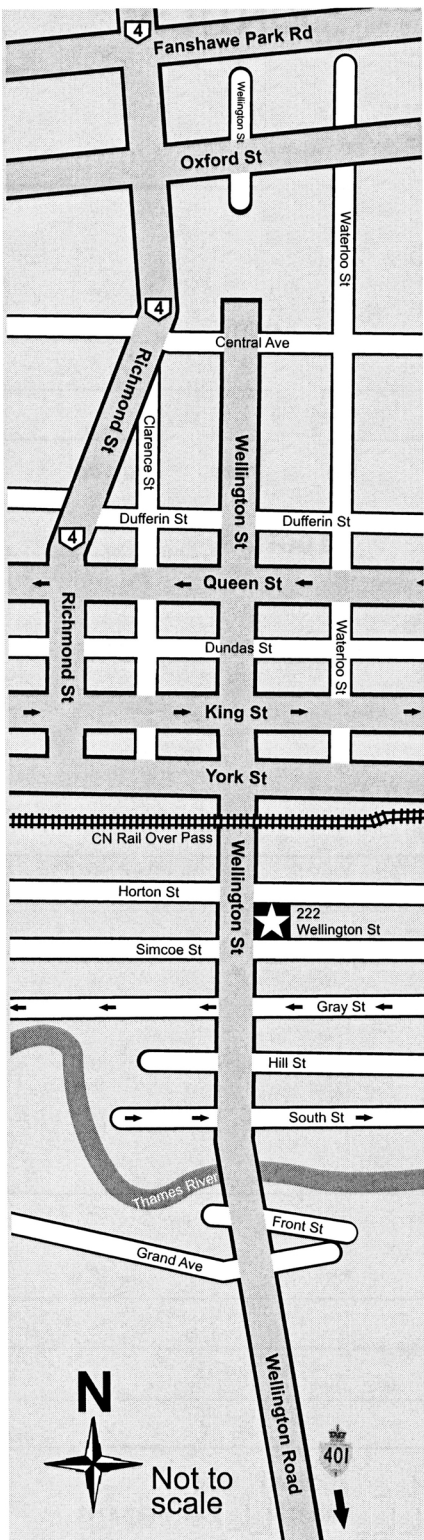 4
Fanshawe Park Rd
Wellington St
Oxford St
Waterloo St
4
Central Ave
Richmond St
Clarence St
Wellington St
Dufferin St
Dufferin St
4
Queen St
Richmond St
Dundas St
Waterloo St
King St
York St
CN Rail Over Pass
Wellington St
Horton St
222
Wellington St
Simcoe St
Gray St
Hill St
South St
Thames River
Front St
Grand Ave
Wellington Road
N
401
Not to
scale